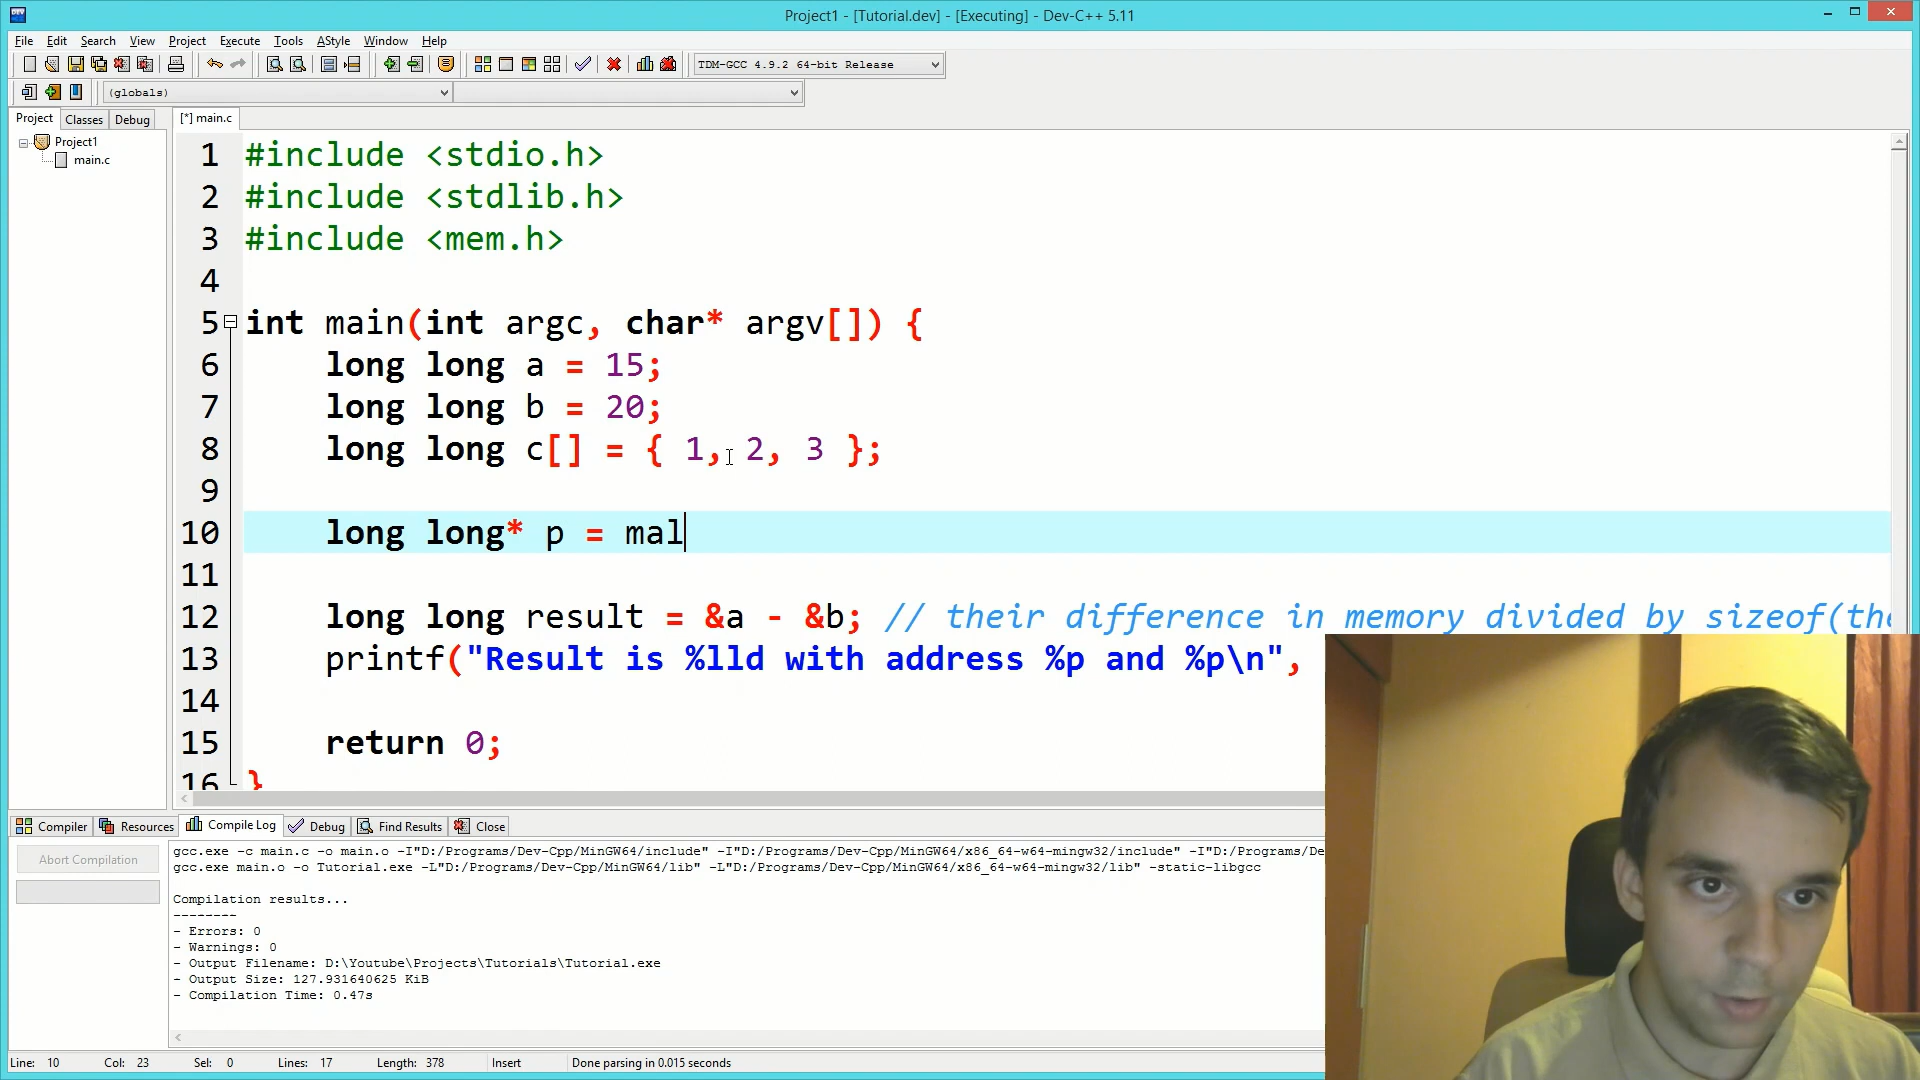 Project1 - [Tutorial.dev] - [Executing] - Dev-C++ 5.11
File Edit Search View Project Execute Tools AStyle Window Help
TDM-GCC 4.9.2 64-bit Release
(globals)
Project Classes Debug
[*] main.c
Project1
main.c
1 #include <stdio.h>
2 #include <stdlib.h>
3 #include <mem.h>
4
5 int main(int argc, char* argv[]) {
6 long long a = 15;
7 long long b = 20;
8 long long c[] = { 1, 2, 3 };
9
10 long long* p = mal
11
12 long long result = &a - &b; // their difference in memory divided by sizeof(the
13 printf("Result is %lld with address %p and %p\n",
14
15 return 0;
16 }
Compiler Resources Compile Log Debug Find Results Close
Abort Compilation
gcc.exe -c main.c -o main.o -I"D:/Programs/Dev-Cpp/MinGW64/include" -I"D:/Programs/Dev-Cpp/MinGW64/x86_64-w64-mingw32/include" -I"D:/Programs/De
gcc.exe main.o -o Tutorial.exe -L"D:/Programs/Dev-Cpp/MinGW64/lib" -L"D:/Programs/Dev-Cpp/MinGW64/x86_64-w64-mingw32/lib" -static-libgcc
Compilation results...
--------
- Errors: 0
- Warnings: 0
- Output Filename: D:\Youtube\Projects\Tutorials\Tutorial.exe
- Output Size: 127.931640625 KiB
- Compilation Time: 0.47s
Line: 10 Col: 23 Sel: 0 Lines: 17 Length: 378 Insert Done parsing in 0.015 seconds